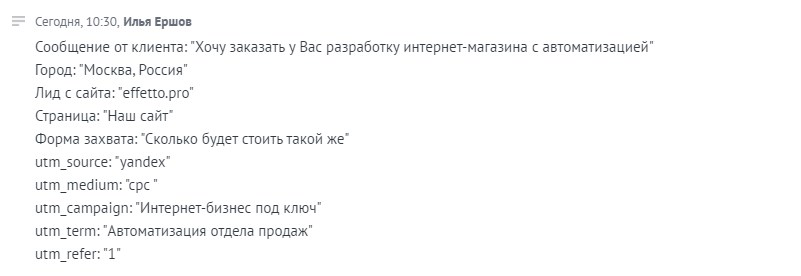 Сегодня, 10:30, Илья Ершов
Сообщение от клиента: "Хочу заказать у Вас разработку интернет-магазина с автоматизацией"
Город: "Москва, Россия"
Лид с сайта: "effetto.pro"
Страница: "Наш сайт"
Форма захвата: "Сколько будет стоить такой же"
utm_source: "yandex"
utm_medium: "cpc "
utm_campaign: "Интернет-бизнес под ключ"
utm_term: "Автоматизация отдела продаж"
utm_refer: "1"